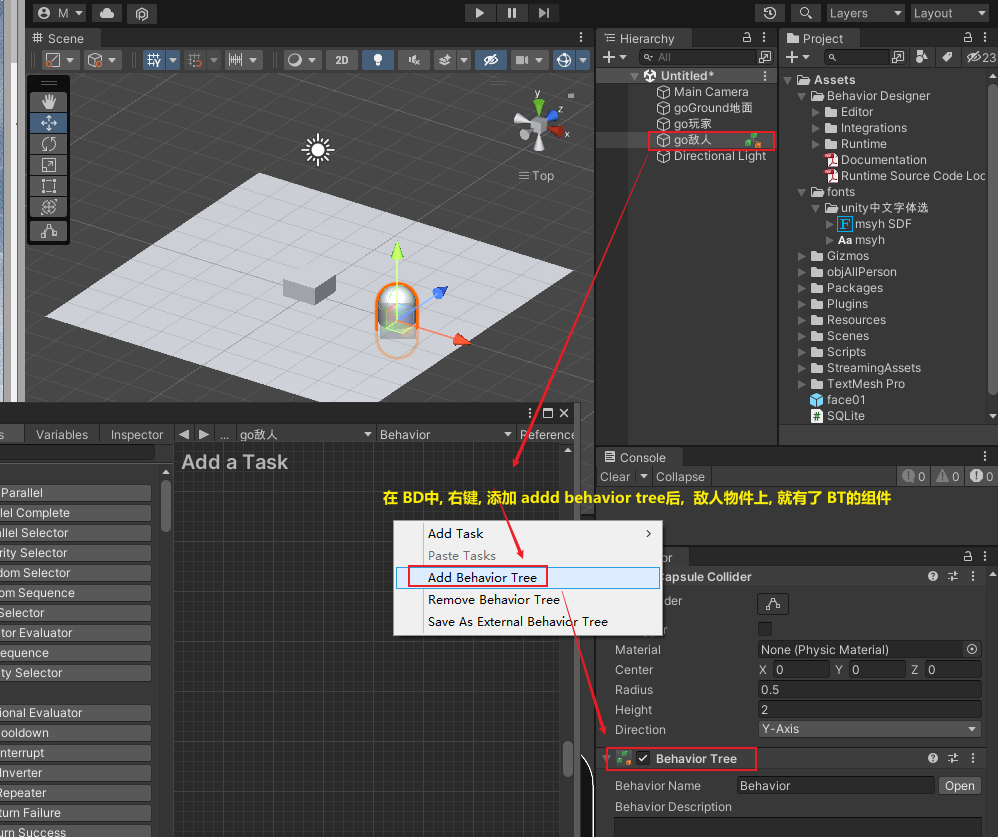 M
Layers
Layout
Scene
2D
y
z
x
Top
Hierarchy
All
Untitled*
Main Camera
goGround地面
go玩家
go敌人
Directional Light
Project
23
Assets
Behavior Designer
Editor
Integrations
Runtime
Documentation
Runtime Source Code Loc
fonts
unity中文字体选
msyh SDF
Aa msyh
Gizmos
objAllPerson
Packages
Plugins
Resources
Scenes
Scripts
StreamingAssets
TextMesh Pro
face01
SQLite
s
Variables
Inspector
...
go敌人
Behavior
Reference
Add a Task
Parallel
lel Complete
allel Selector
rity Selector
dom Selector
om Sequence
Selector
tor Evaluator
equence
ty Selector
ional Evaluator
ooldown
nterrupt
nverter
Repeater
turn Failure
urn Success
在 BD中, 右键, 添加 addd behavior tree后, 敌人物件上, 就有了 BT的组件
Add Task
Paste Tasks
Add Behavior Tree
Remove Behavior Tree
Save As External Behavior Tree
Console
Clear
Collapse
0
0
0
or
apsule Collider
der
Material
None (Physic Material)
Center
X 0 Y 0 Z 0
Radius
0.5
Height
2
Direction
Y-Axis
Behavior Tree
Behavior Name
Behavior
Open
Behavior Description